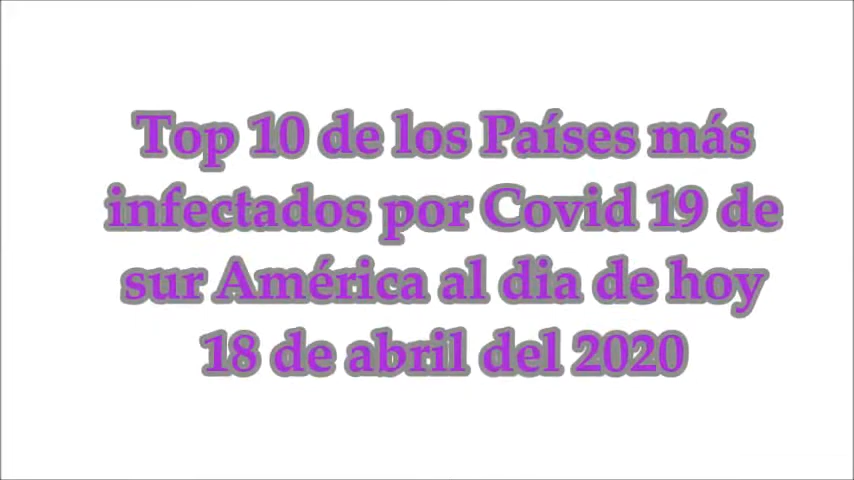 Top 10 de los Países más
infectados por Covid 19 de
sur América al dia de hoy
18 de abril del 2020